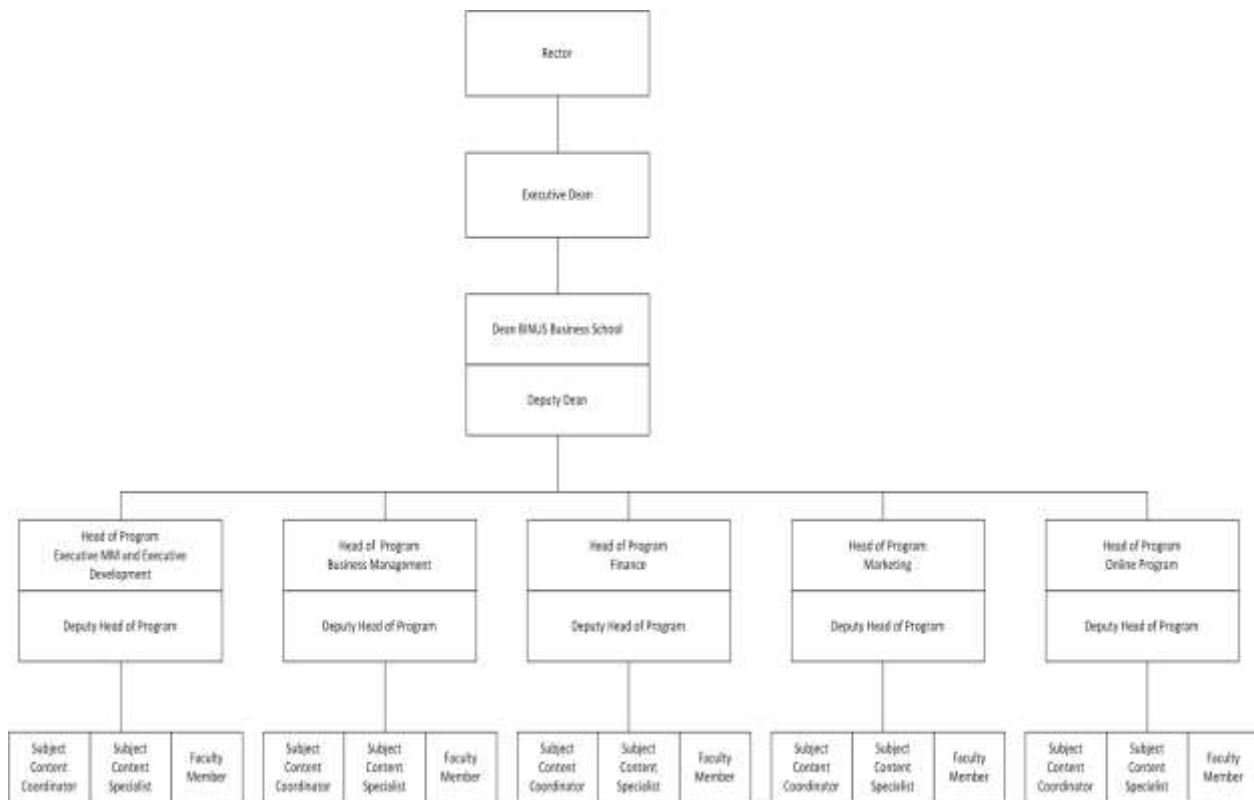 Rector
Executive Dean
Dean BINUS Business School
Deputy Dean
Head of Program
Executive MM and Executive
Development
Deputy Head of Program
Head of Program
Business Management
Deputy Head of Program
Head of Program
Finance
Deputy Head of Program
Head of Program
Marketing
Deputy Head of Program
Head of Program
Online Program
Deputy Head of Program
Subject
Content
Coordinator
Subject
Content
Specialist
Faculty
Member
Subject
Content
Coordinator
Subject
Content
Specialist
Faculty
Member
Subject
Content
Coordinator
Subject
Content
Specialist
Faculty
Member
Subject
Content
Coordinator
Subject
Content
Specialist
Faculty
Member
Subject
Content
Coordinator
Subject
Content
Specialist
Faculty
Member